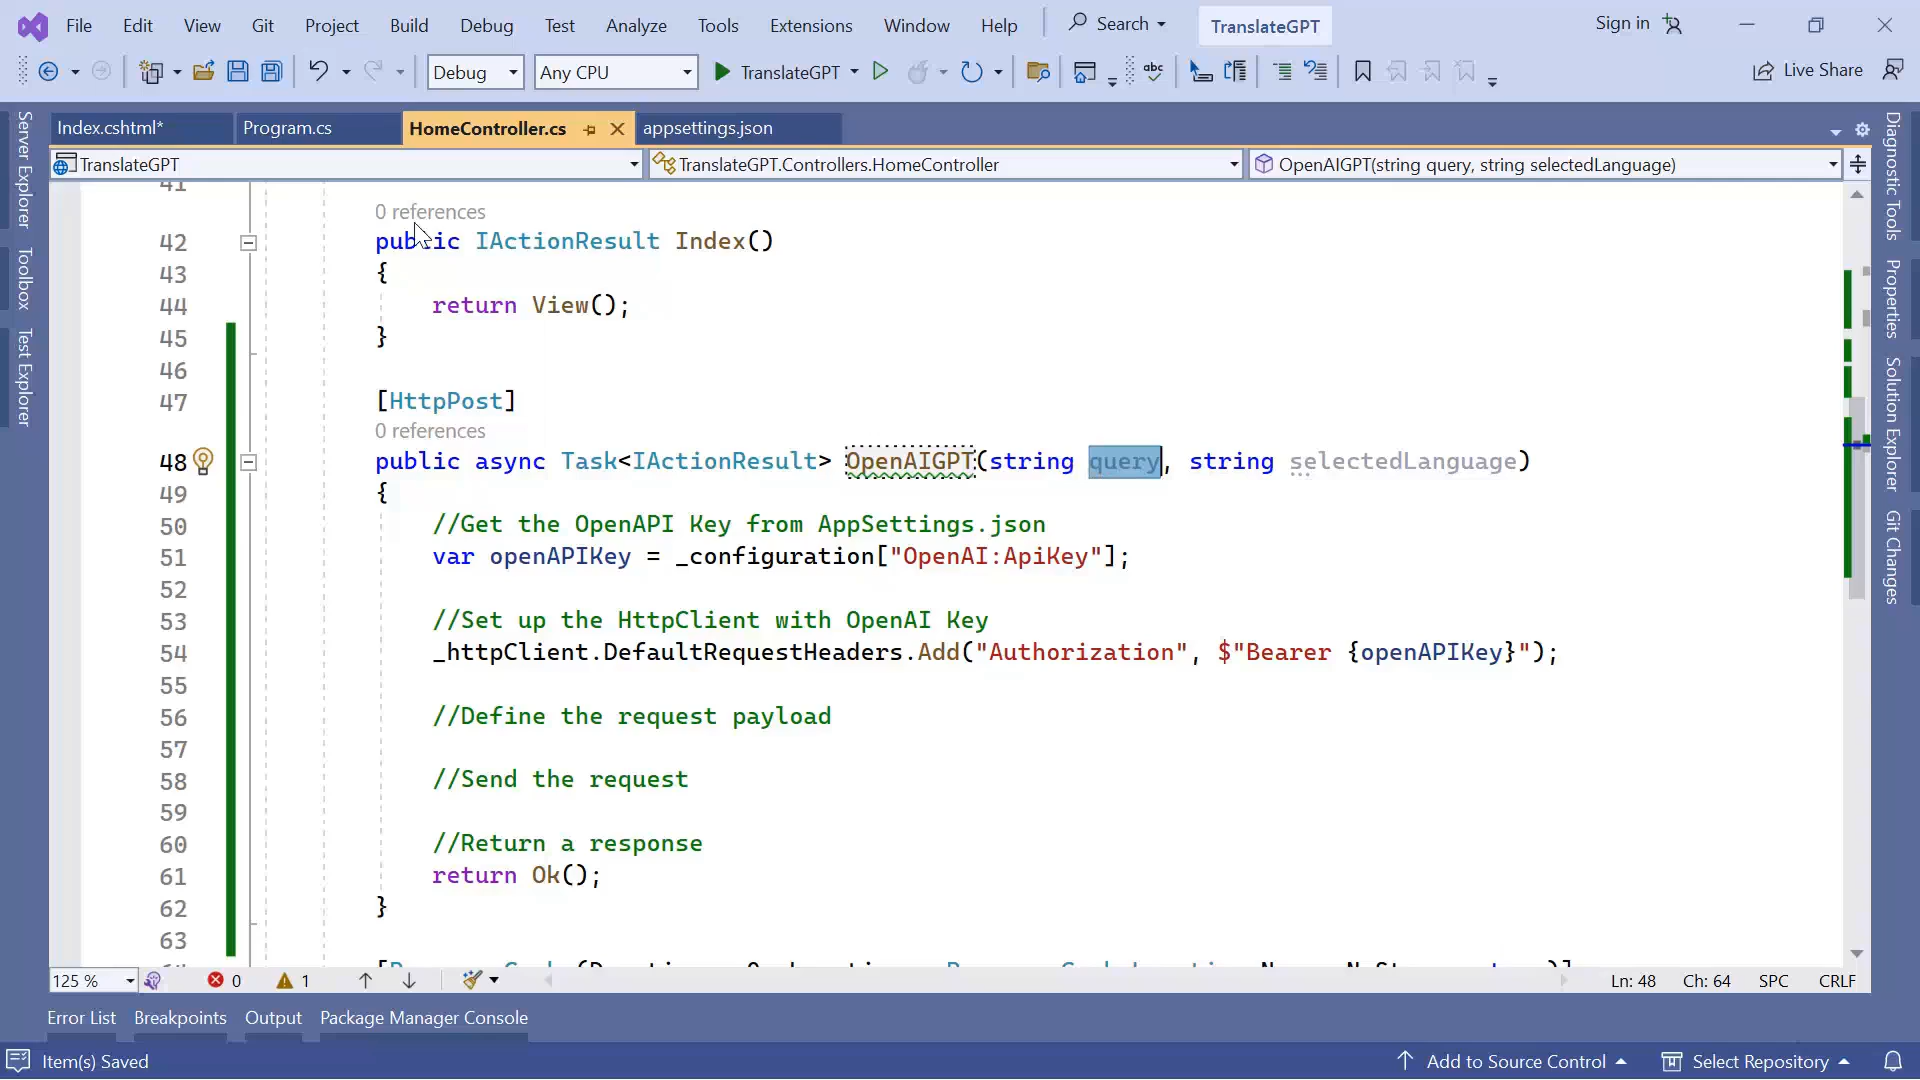 File Edit View Git Project Build Debug Test Analyze Tools Extensions Window Help Search TranslateGPT Sign in
Debug Any CPU TranslateGPT abc Live Share
Index.cshtml* Program.cs HomeController.cs appsettings.json
TranslateGPT TranslateGPT.Controllers.HomeController OpenAIGPT(string query, string selectedLanguage)
Server Explorer
Toolbox
Test Explorer
41
0 references
42 public IActionResult Index()
43 {
44 return View();
45 }
46
47 [HttpPost]
0 references
48 public async Task<IActionResult> OpenAIGPT(string query, string selectedLanguage)
49 {
50 //Get the OpenAPI Key from AppSettings.json
51 var openAPIKey = _configuration["OpenAI:ApiKey"];
52
53 //Set up the HttpClient with OpenAI Key
54 _httpClient.DefaultRequestHeaders.Add("Authorization", $"Bearer {openAPIKey}");
55
56 //Define the request payload
57
58 //Send the request
59
60 //Return a response
61 return Ok();
62 }
63
Diagnostic Tools
Properties
Solution Explorer
Git Changes
125 % 0 1 Ln: 48 Ch: 64 SPC CRLF
Error List Breakpoints Output Package Manager Console
Item(s) Saved Add to Source Control Select Repository